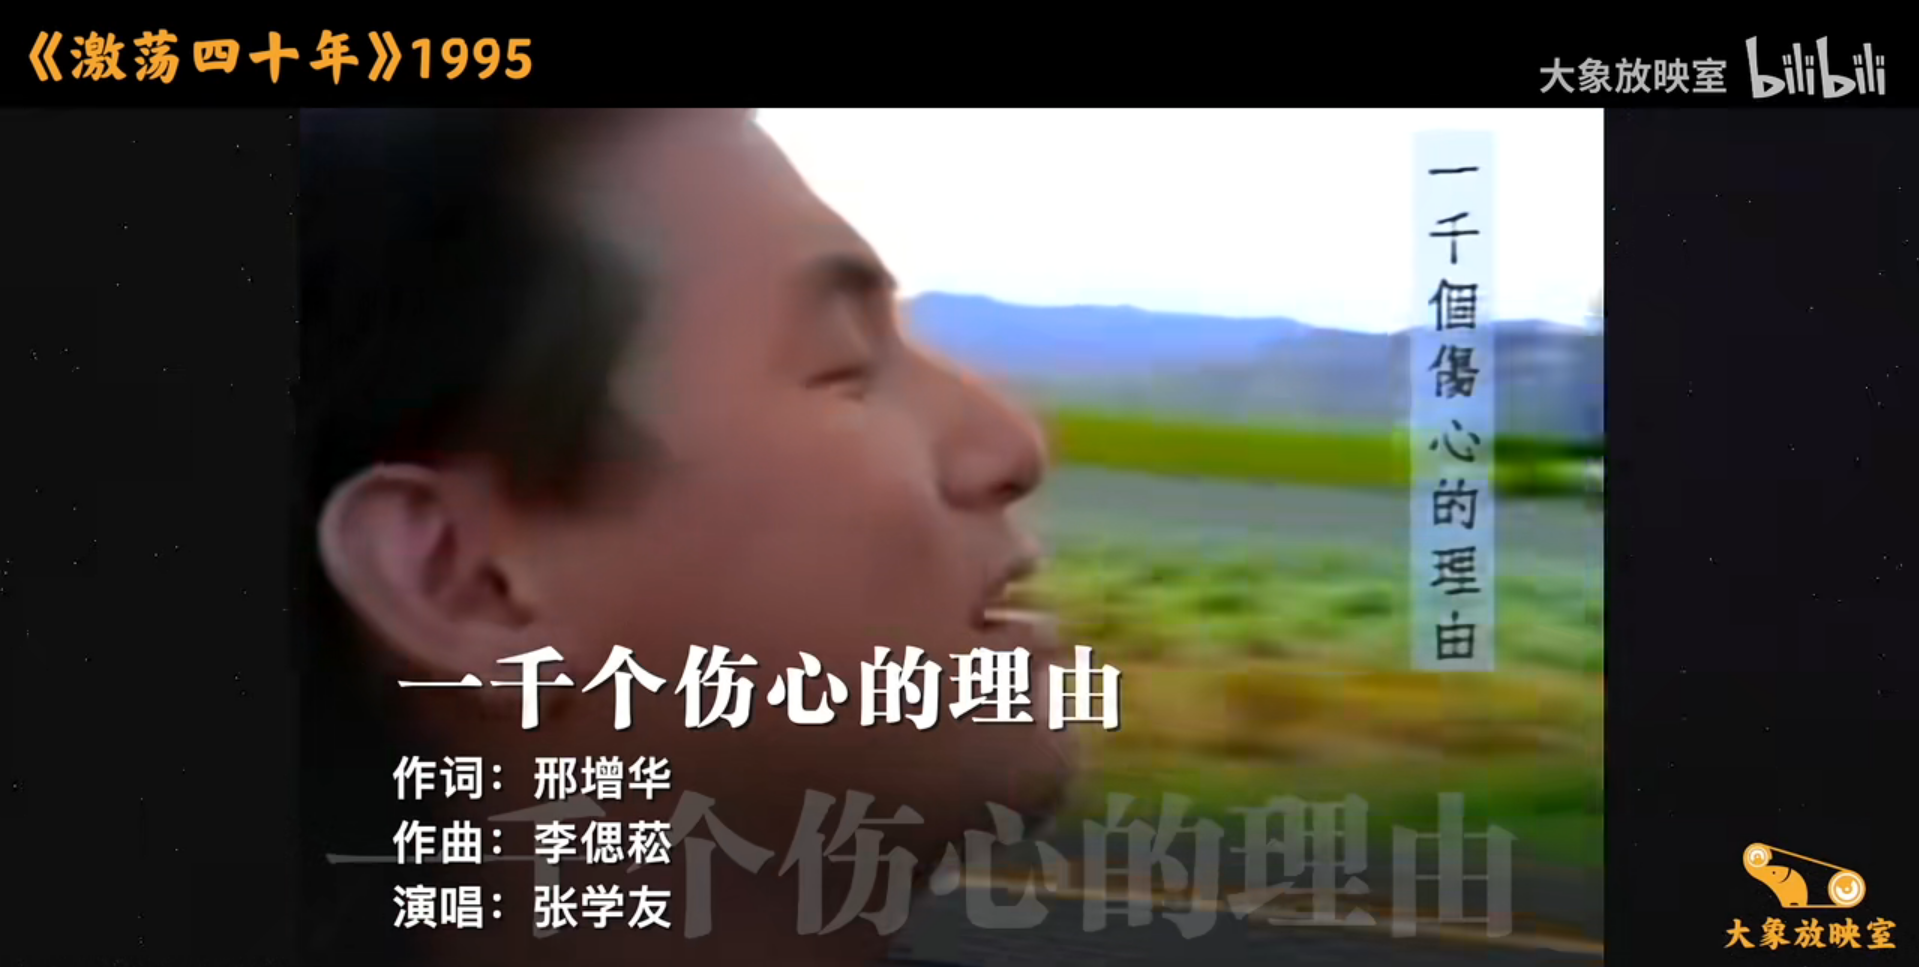 《激荡四十年》1995
大象放映室 bilibili
一千個傷心的理由
一千个伤心的理由
作词：邢增华
作曲：李偲菘
演唱：张学友
一千个伤心的理由
大象放映室